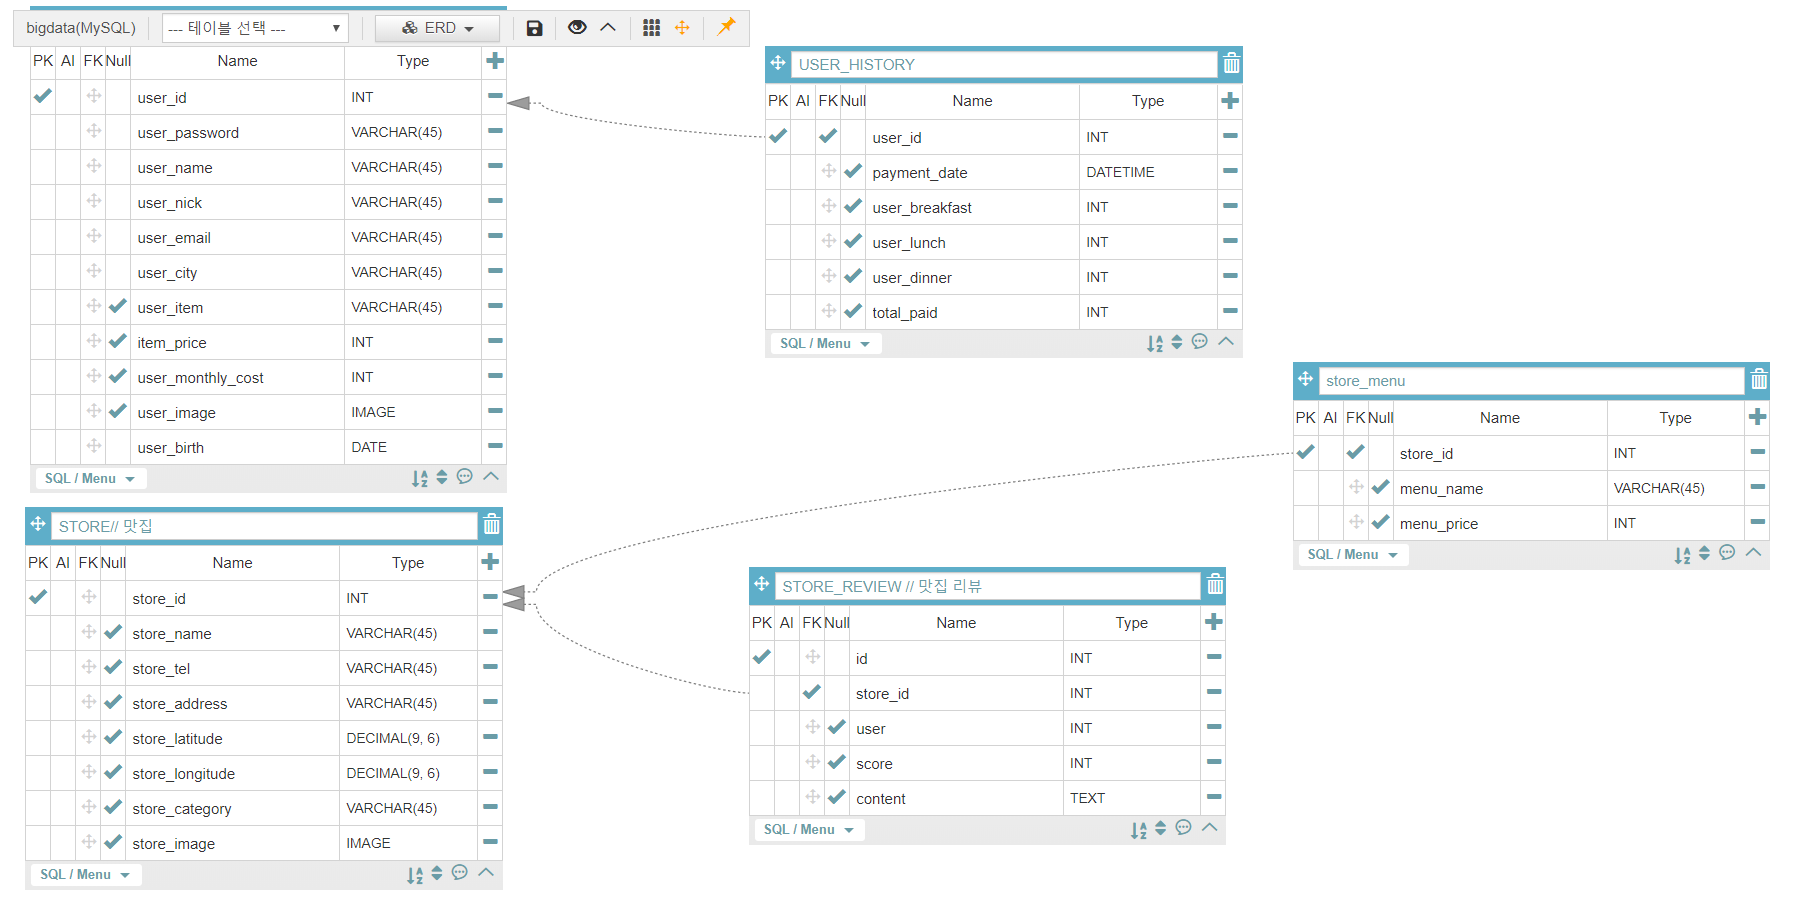 bigdata(MySQL) --- 테이블 선택 --- ERD
PK AI FK Null Name Type
user_id INT
user_password VARCHAR(45)
user_name VARCHAR(45)
user_nick VARCHAR(45)
user_email VARCHAR(45)
user_city VARCHAR(45)
user_item VARCHAR(45)
item_price INT
user_monthly_cost INT
user_image IMAGE
user_birth DATE
SQL / Menu
USER_HISTORY
PK AI FK Null Name Type
user_id INT
payment_date DATETIME
user_breakfast INT
user_lunch INT
user_dinner INT
total_paid INT
SQL / Menu
store_menu
PK AI FK Null Name Type
store_id INT
menu_name VARCHAR(45)
menu_price INT
SQL / Menu
STORE// 맛집
PK AI FK Null Name Type
store_id INT
store_name VARCHAR(45)
store_tel VARCHAR(45)
store_address VARCHAR(45)
store_latitude DECIMAL(9, 6)
store_longitude DECIMAL(9, 6)
store_category VARCHAR(45)
store_image IMAGE
SQL / Menu
STORE_REVIEW // 맛집 리뷰
PK AI FK Null Name Type
id INT
store_id INT
user INT
score INT
content TEXT
SQL / Menu